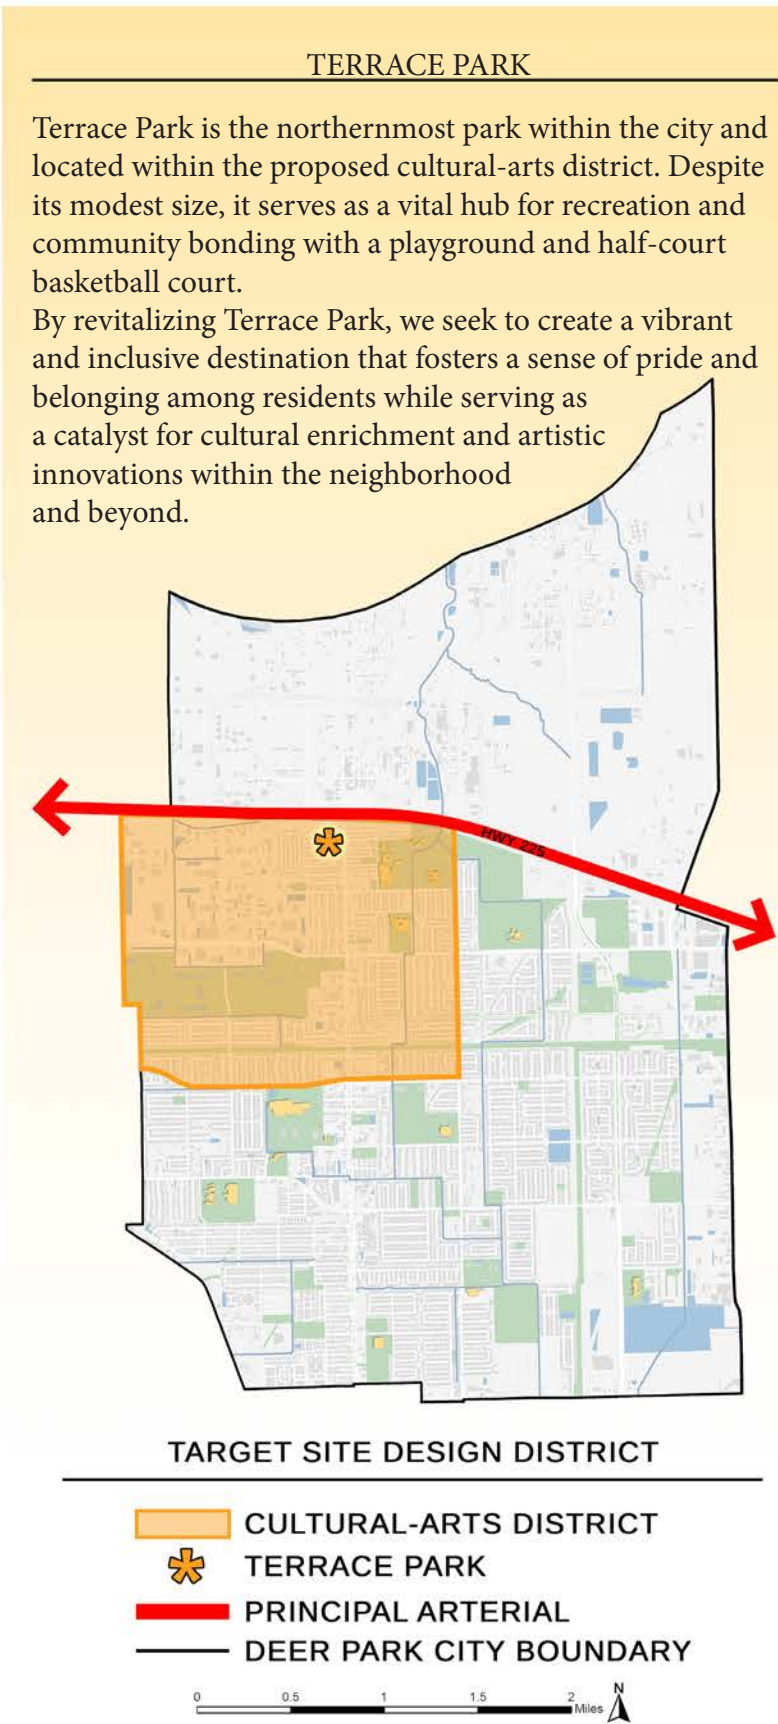 TERRACE PARK
Terrace Park is the northernmost park within the city and
located within the proposed cultural-arts district. Despite
its modest size, it serves as a vital hub for recreation and
community bonding with a playground and half-court
basketball court.
By revitalizing Terrace Park, we seek to create a vibrant
and inclusive destination that fosters a sense of pride and
belonging among residents while serving as
a catalyst for cultural enrichment and artistic
innovations within the neighborhood
and beyond.
HWY 225
TARGET SITE DESIGN DISTRICT
CULTURAL-ARTS DISTRICT
TERRACE PARK
PRINCIPAL ARTERIAL
DEER PARK CITY BOUNDARY
0 0.5 1 1.5 2 Miles N